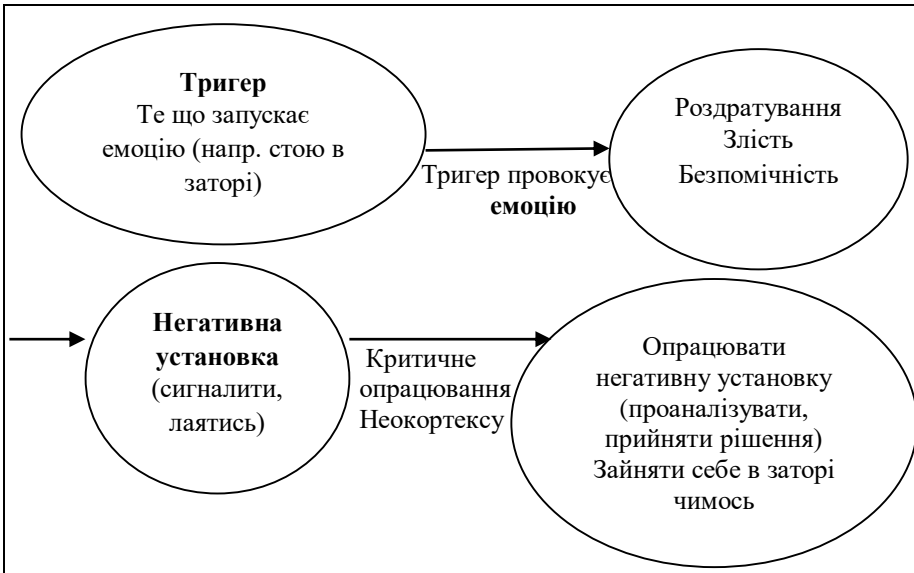 Тригер
Те що запускає
емоцію (напр. стою в
заторі)
Тригер провокує
емоцію
Роздратування
Злість
Безпомічність
Негативна
установка
(сигналити,
лаятись)
Критичне
опрацювання
Неокортексу
Опрацювати
негативну установку
(проаналізувати,
прийняти рішення)
Зайняти себе в заторі
чимось